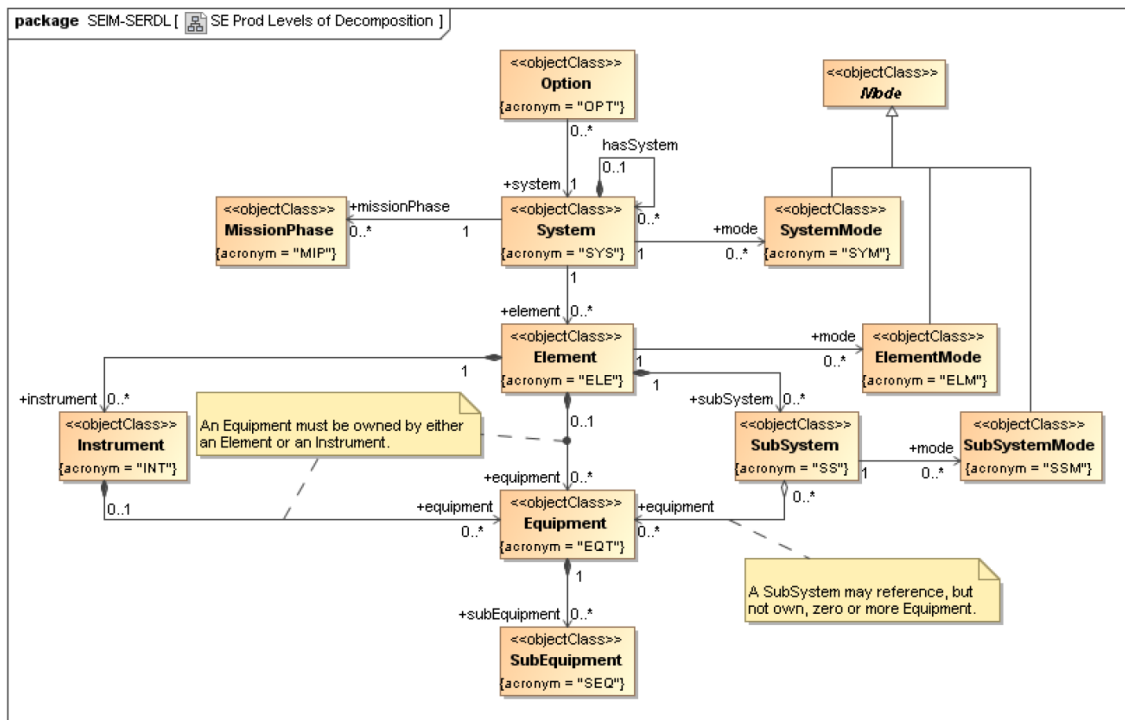 package SEIM-SERDL [ SE Prod Levels of Decomposition ]
<<objectClass>>
Option
{acronym = "OPT"}
0..*
<<objectClass>>
Mode
hasSystem
0..1
+system
1
0..*
<<objectClass>>
MissionPhase
{acronym = "MIP"}
+missionPhase
0..*
1
<<objectClass>>
System
{acronym = "SYS"}
1
+mode
0..*
<<objectClass>>
SystemMode
{acronym = "SYM"}
1
+element
0..*
<<objectClass>>
Element
{acronym = "ELE"}
1
+mode
0..*
<<objectClass>>
ElementMode
{acronym = "ELM"}
1
1
+instrument
0..*
0..1
+subSystem
0..*
An Equipment must be owned by either
an Element or an Instrument.
<<objectClass>>
Instrument
{acronym = "INT"}
<<objectClass>>
SubSystem
{acronym = "SS"}
1
+mode
0..*
<<objectClass>>
SubSystemMode
{acronym = "SSM"}
+equipment
0..*
0..1
+equipment
0..*
<<objectClass>>
Equipment
{acronym = "EQT"}
+equipment
0..*
0..*
A SubSystem may reference, but
not own, zero or more Equipment.
1
+subEquipment
0..*
<<objectClass>>
SubEquipment
{acronym = "SEQ"}